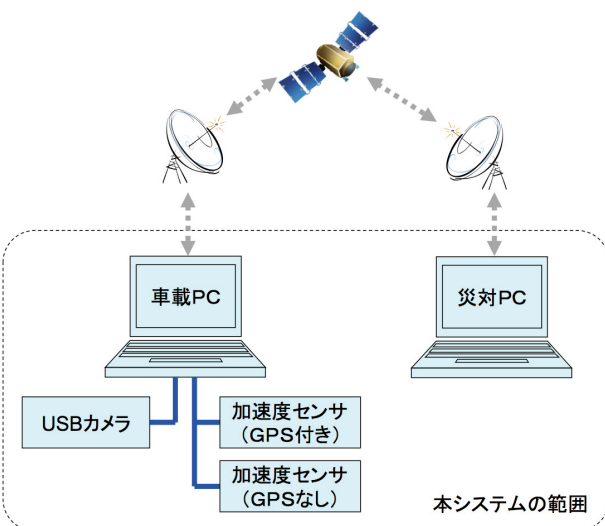 車載PC
災対PC
USBカメラ
加速度センサ
（GPS付き）
加速度センサ
（GPSなし）
本システムの範囲